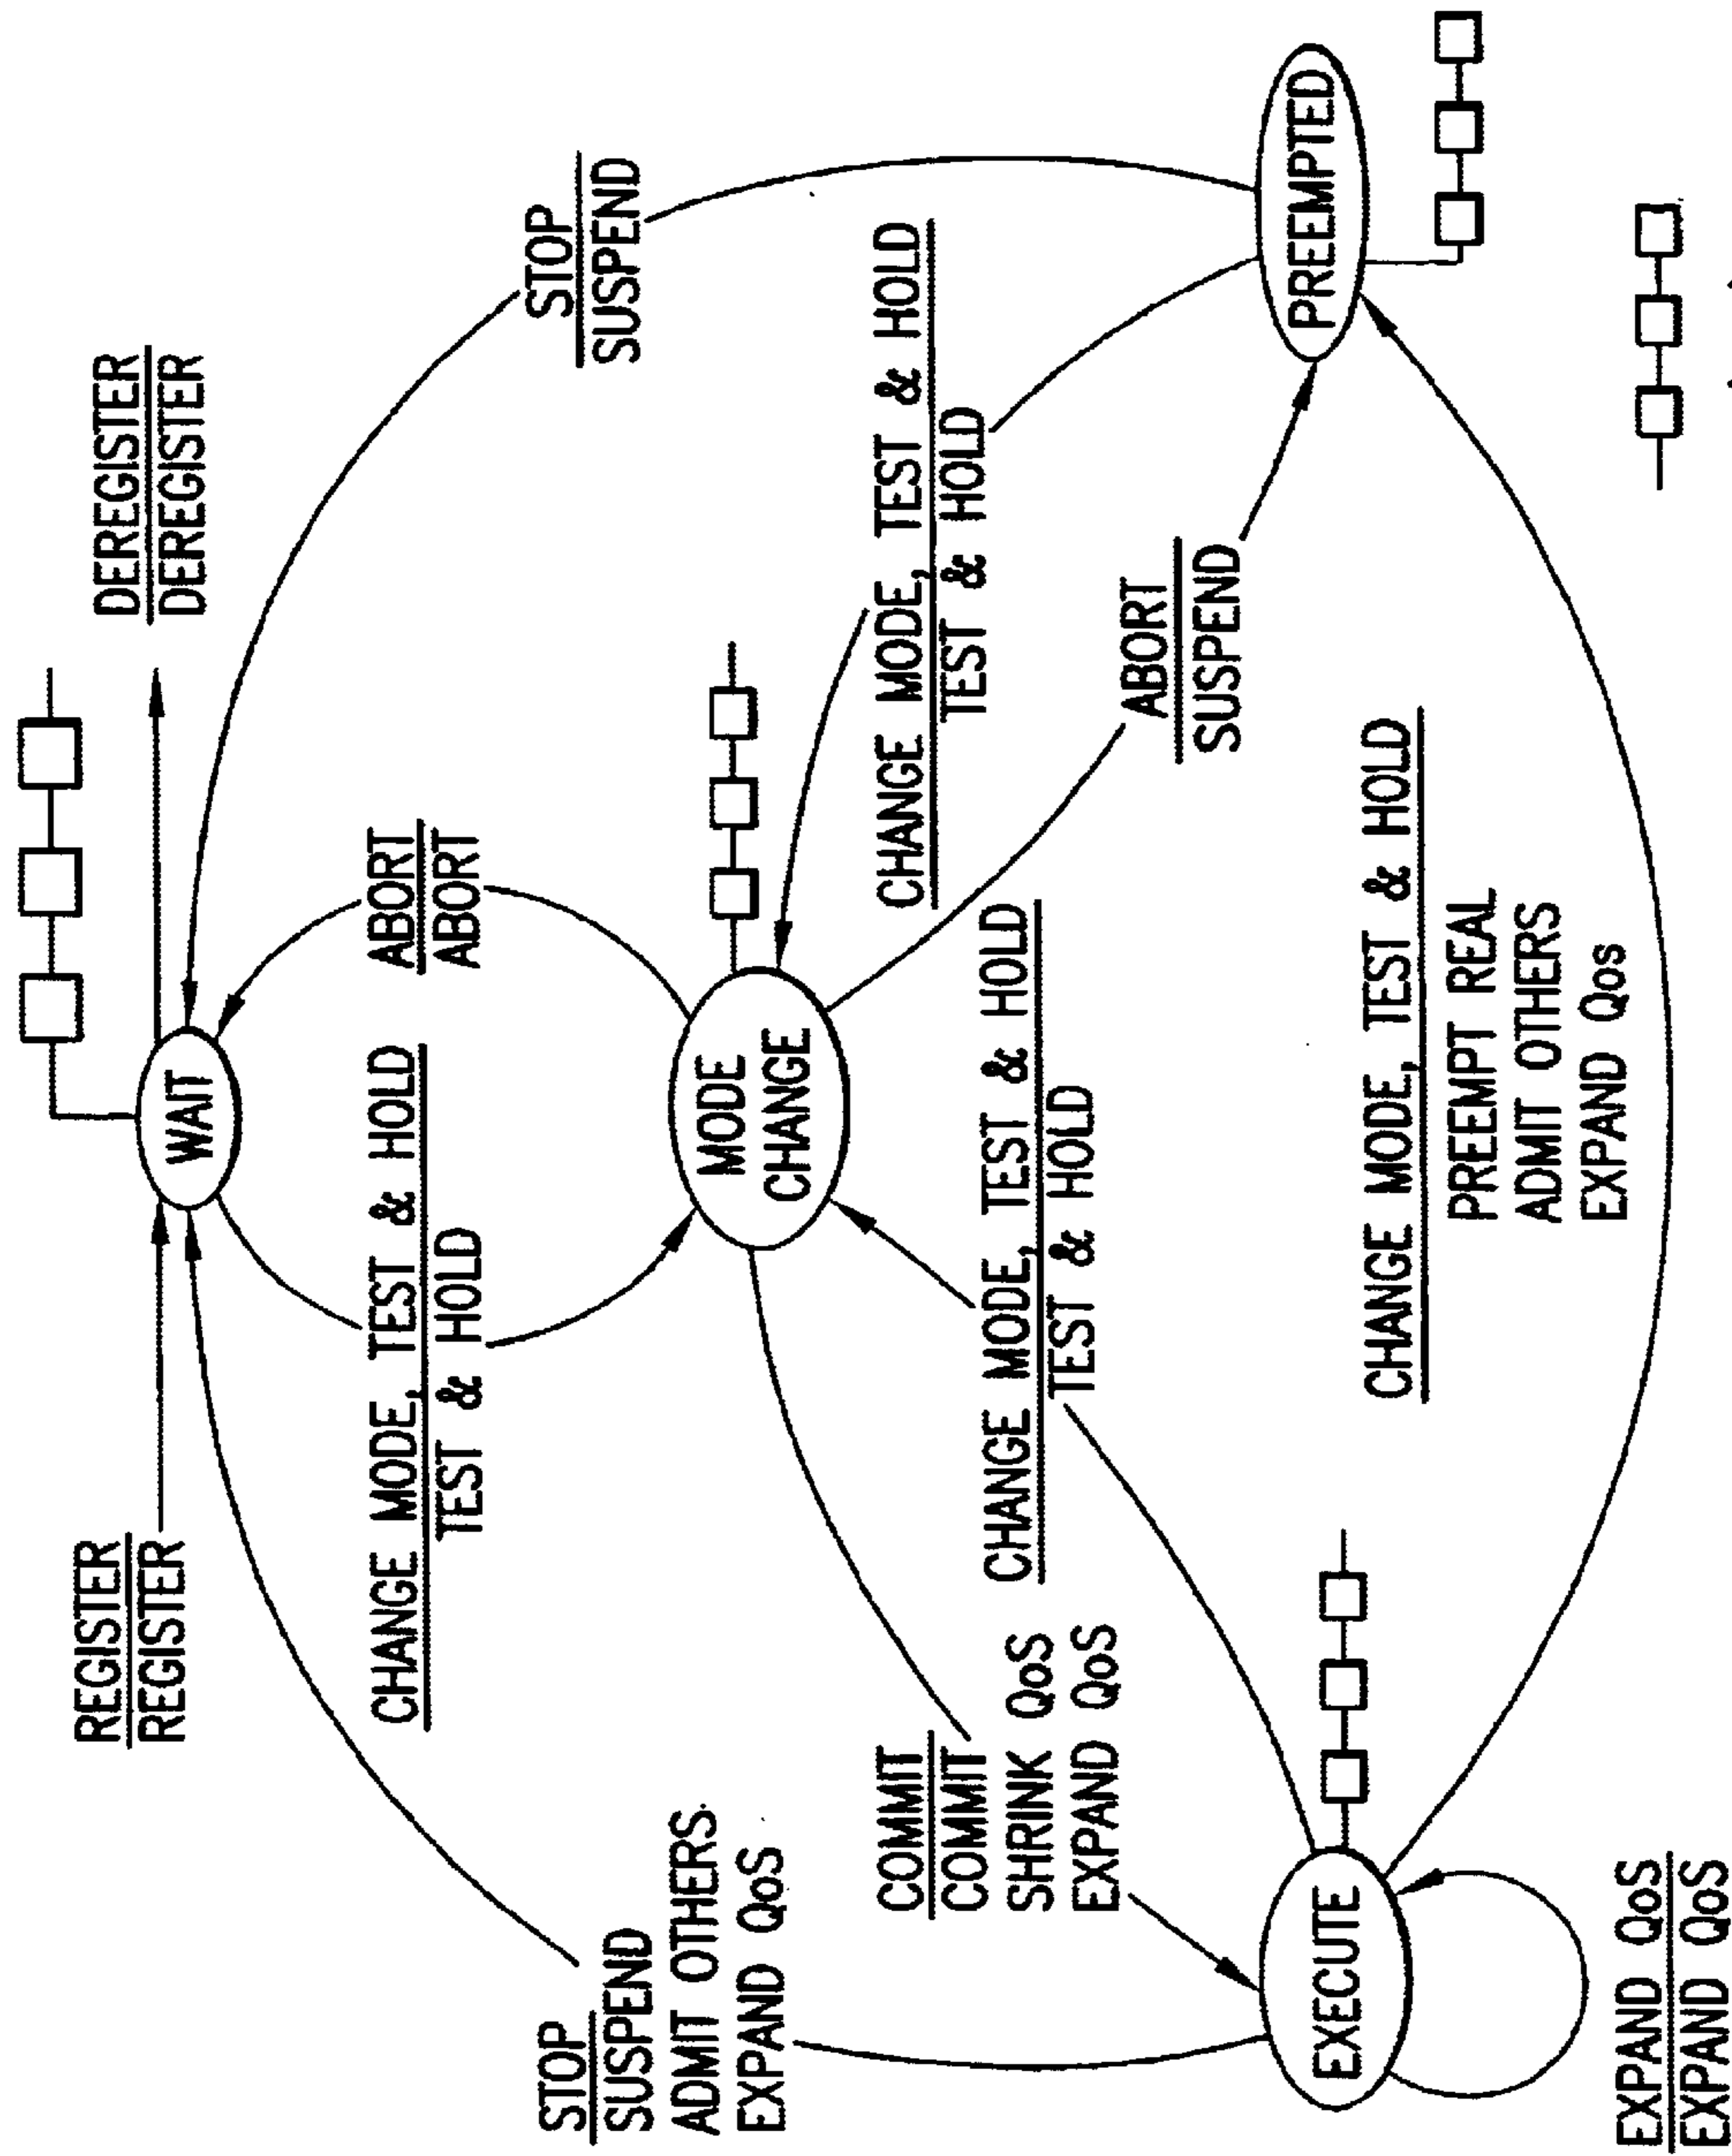 REGISTER
REGISTER
DEREGISTER
DEREGISTER
WAIT
STOP
SUSPEND
ADMIT OTHERS
EXPAND QoS
CHANGE MODE, TEST & HOLD
TEST & HOLD
ABORT
ABORT
STOP
SUSPEND
MODE
CHANGE
COMMIT
COMMIT
SHRINK QoS
EXPAND QoS
CHANGE MODE, TEST & HOLD
TEST & HOLD
CHANGE MODE, TEST & HOLD
TEST & HOLD
ABORT
SUSPEND
EXECUTE
PREEMPTED
CHANGE MODE, TEST & HOLD
PREEMPT REAL
ADMIT OTHERS
EXPAND Qos
EXPAND QoS
EXPAND QoS